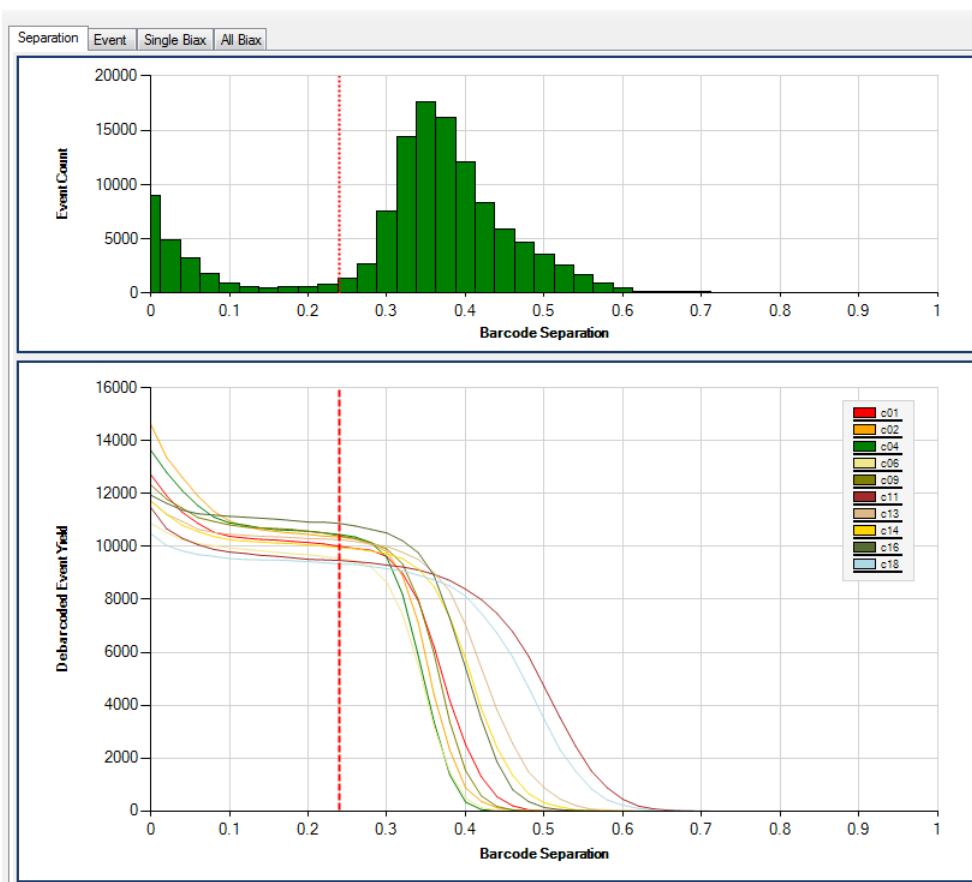 Separation Event Single Biax All Biax
20000
15000
10000
5000
0
Event Count
0 0.1 0.2 0.3 0.4 0.5 0.6 0.7 0.8 0.9 1
Barcode Separation
16000
14000
12000
10000
8000
6000
4000
2000
0
Debarcoded Event Yield
c01
c02
c04
c06
c09
c11
c13
c14
c16
c18
0 0.1 0.2 0.3 0.4 0.5 0.6 0.7 0.8 0.9 1
Barcode Separation